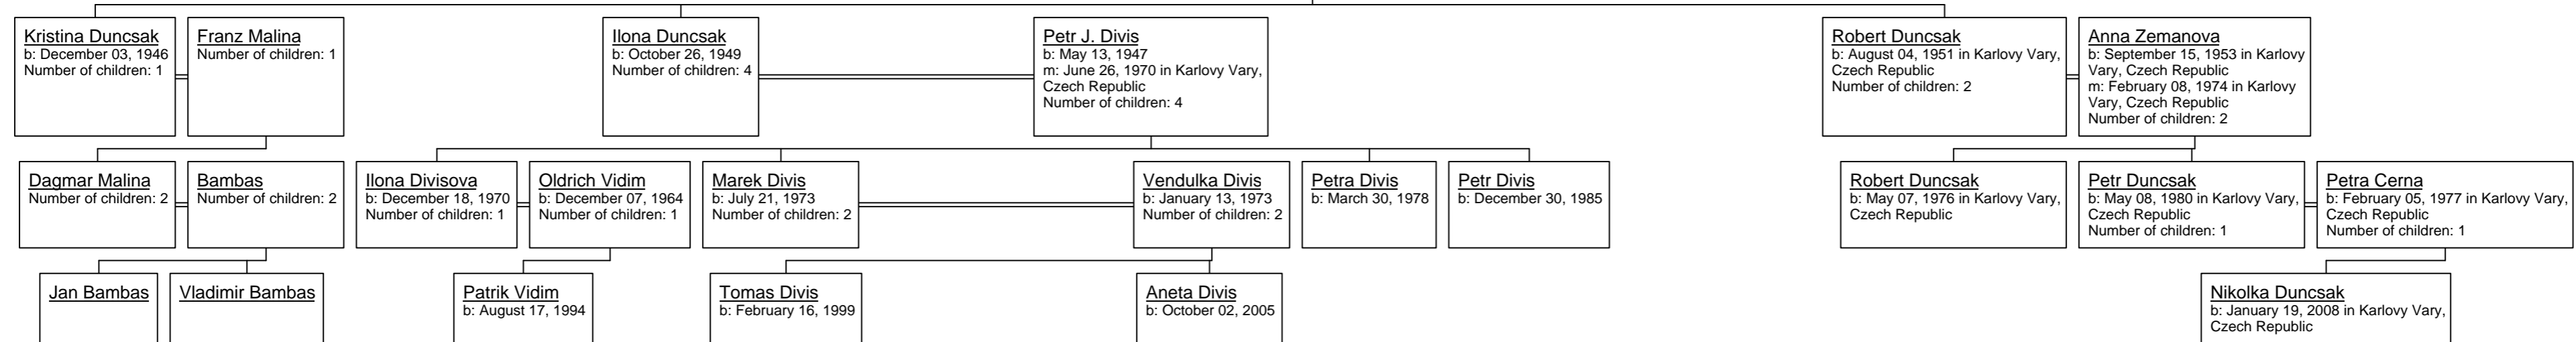 Kristina Duncsak
b: December 03, 1946
Number of children: 1
Franz Malina
Number of children: 1
Ilona Duncsak
b: October 26, 1949
Number of children: 4
Petr J. Divis
b: May 13, 1947
m: June 26, 1970 in Karlovy Vary,
Czech Republic
Number of children: 4
Robert Duncsak
b: August 04, 1951 in Karlovy Vary,
Czech Republic
Number of children: 2
Anna Zemanova
b: September 15, 1953 in Karlovy
Vary, Czech Republic
m: February 08, 1974 in Karlovy
Vary, Czech Republic
Number of children: 2
Dagmar Malina
Number of children: 2
Bambas
Number of children: 2
Ilona Divisova
b: December 18, 1970
Number of children: 1
Oldrich Vidim
b: December 07, 1964
Number of children: 1
Marek Divis
b: July 21, 1973
Number of children: 2
Vendulka Divis
b: January 13, 1973
Number of children: 2
Petra Divis
b: March 30, 1978
Petr Divis
b: December 30, 1985
Robert Duncsak
b: May 07, 1976 in Karlovy Vary,
Czech Republic
Petr Duncsak
b: May 08, 1980 in Karlovy Vary,
Czech Republic
Number of children: 1
Petra Cerna
b: February 05, 1977 in Karlovy Vary,
Czech Republic
Number of children: 1
Jan Bambas
Vladimir Bambas
Patrik Vidim
b: August 17, 1994
Tomas Divis
b: February 16, 1999
Aneta Divis
b: October 02, 2005
Nikolka Duncsak
b: January 19, 2008 in Karlovy Vary,
Czech Republic